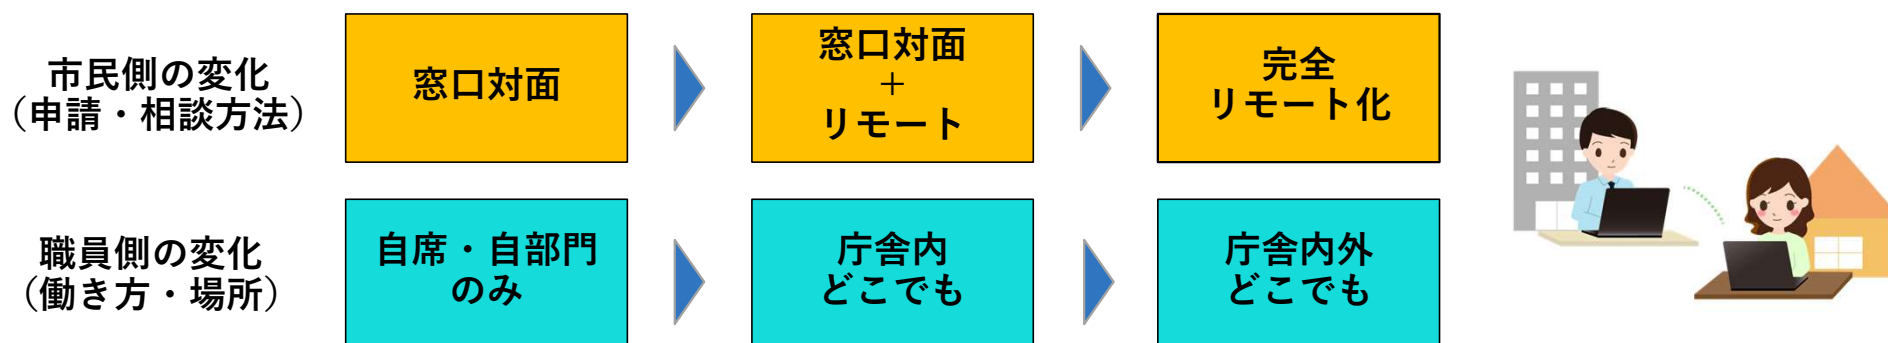 市民側の変化
（申請・相談方法）
窓口対面
窓口対面
＋
リモート
完全
リモート化
職員側の変化
（働き方・場所）
自席・自部門
のみ
庁舎内
どこでも
庁舎内外
どこでも